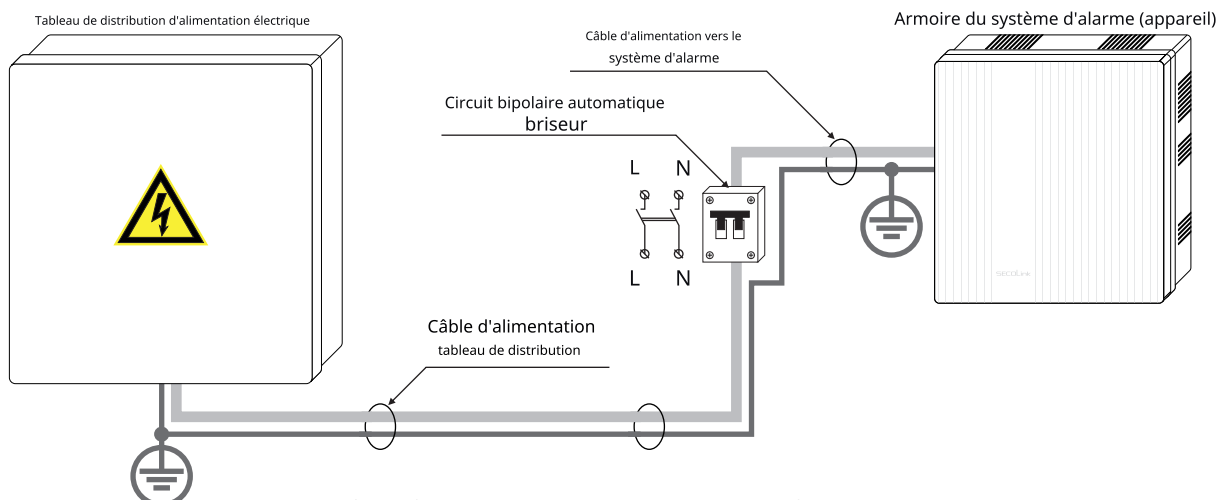 Tableau de distribution d'alimentation électrique
Armoire du système d'alarme (appareil)
Câble d'alimentation vers le
système d'alarme
Circuit bipolaire automatique
briseur
L N
L N
SECOLINK
Câble d'alimentation
tableau de distribution